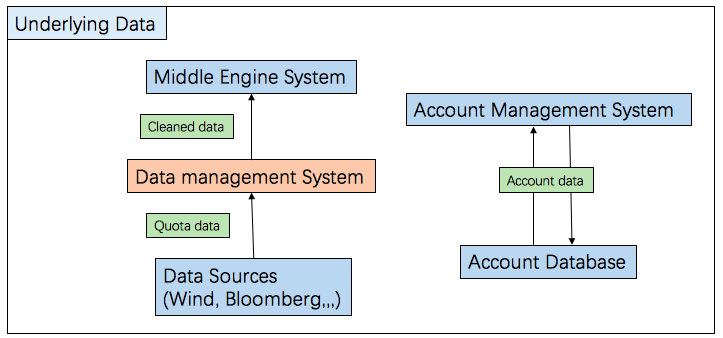 Underlying Data
Middle Engine System
Cleaned data
Data management System
Quota data
Data Sources
(Wind, Bloomberg,,,)
Account Management System
Account data
Account Database